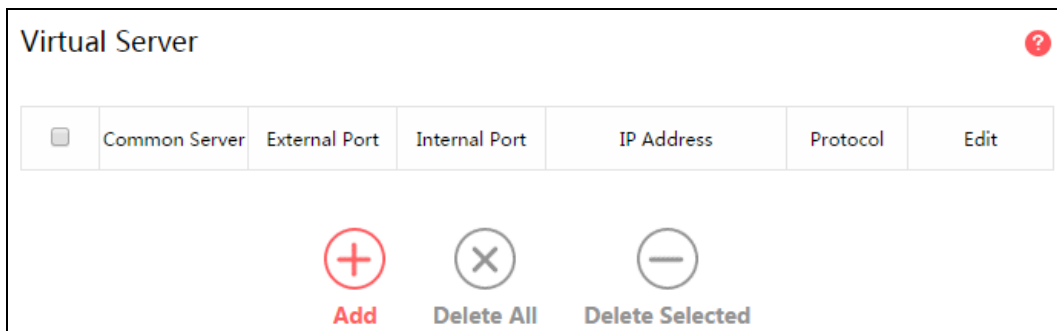 Virtual Server
?
Common Server External Port Internal Port IP Address Protocol Edit
Add Delete All Delete Selected